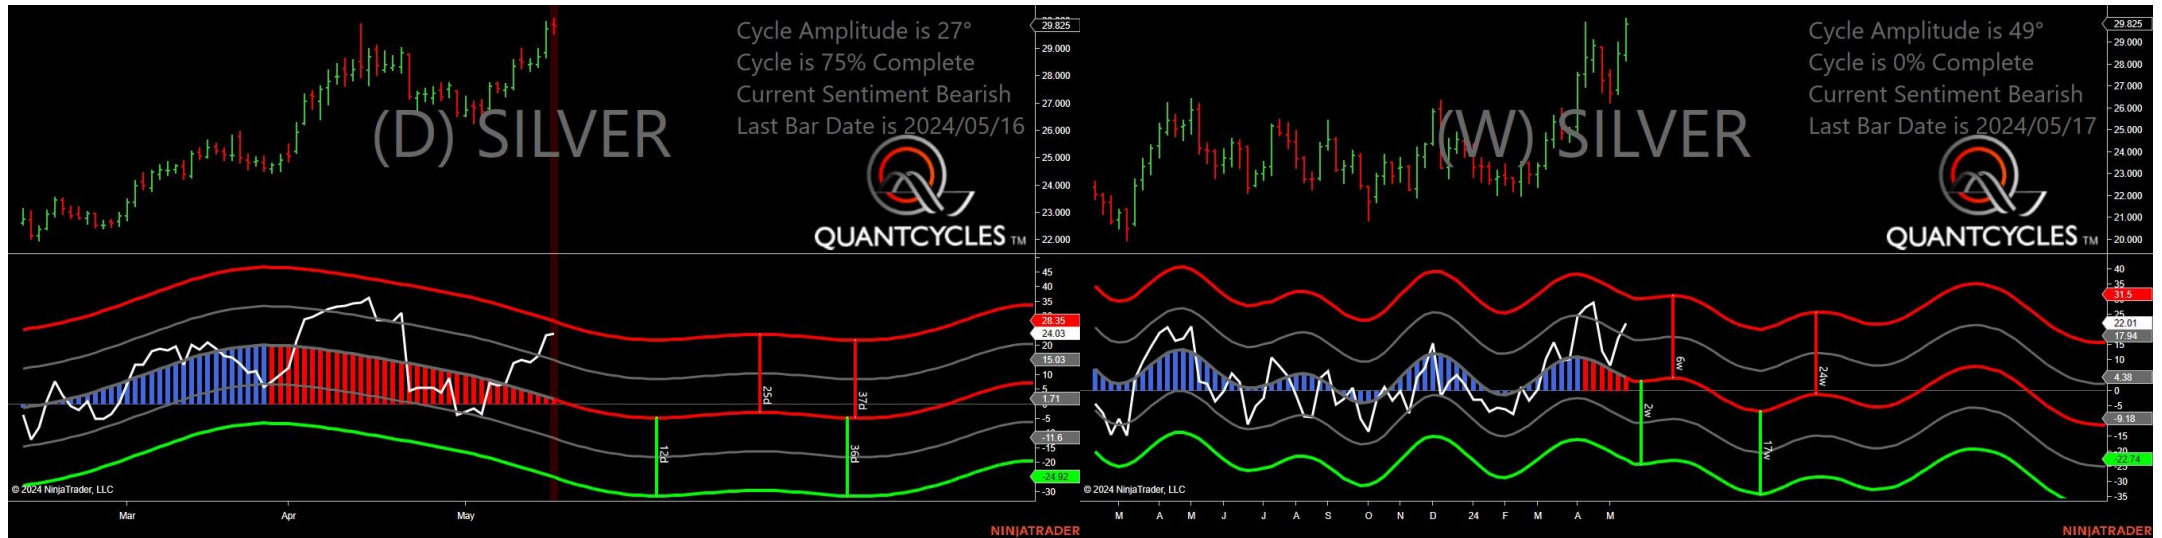 Cycle Amplitude is 27°
Cycle is 75% Complete
Current Sentiment Bearish
Last Bar Date is 2024/05/16
(D) SILVER
QUANTCYCLES TM
29.825
29.000
28.000
27.000
26.000
25.000
24.000
23.000
22.000
45
40
35
28.35
24.03
20
15.03
10
5
1.71
-5
-11.6
-15
-20
-24.92
-30
25d
37d
12d
36d
© 2024 NinjaTrader, LLC
Mar
Apr
May
NINJATRADER
Cycle Amplitude is 49°
Cycle is 0% Complete
Current Sentiment Bearish
Last Bar Date is 2024/05/17
(W) SILVER
QUANTCYCLES TM
29.825
29.000
28.000
27.000
26.000
25.000
24.000
23.000
22.000
21.000
20.000
40
35
31.5
25
22.01
17.94
15
10
4.38
0
-5
-9.18
-15
-20
-22.74
-30
-35
6w
24w
2w
17w
© 2024 NinjaTrader, LLC
M A M J J A S O N D 24 F M A M
NINJATRADER